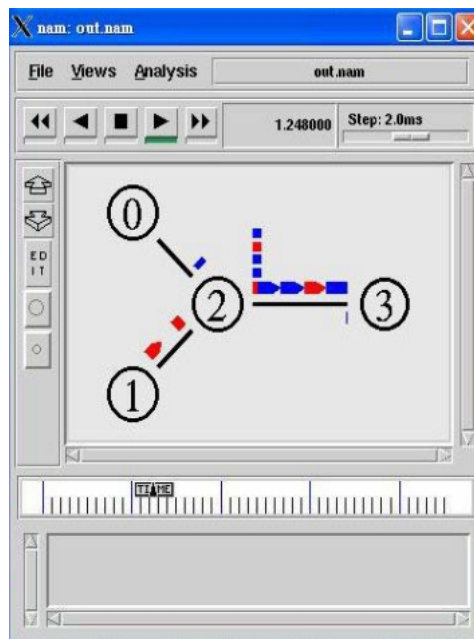 nam: out.nam
File Views Analysis out.nam
1.248000 Step: 2.0ms
ED
IT
0
2
3
1
TIME